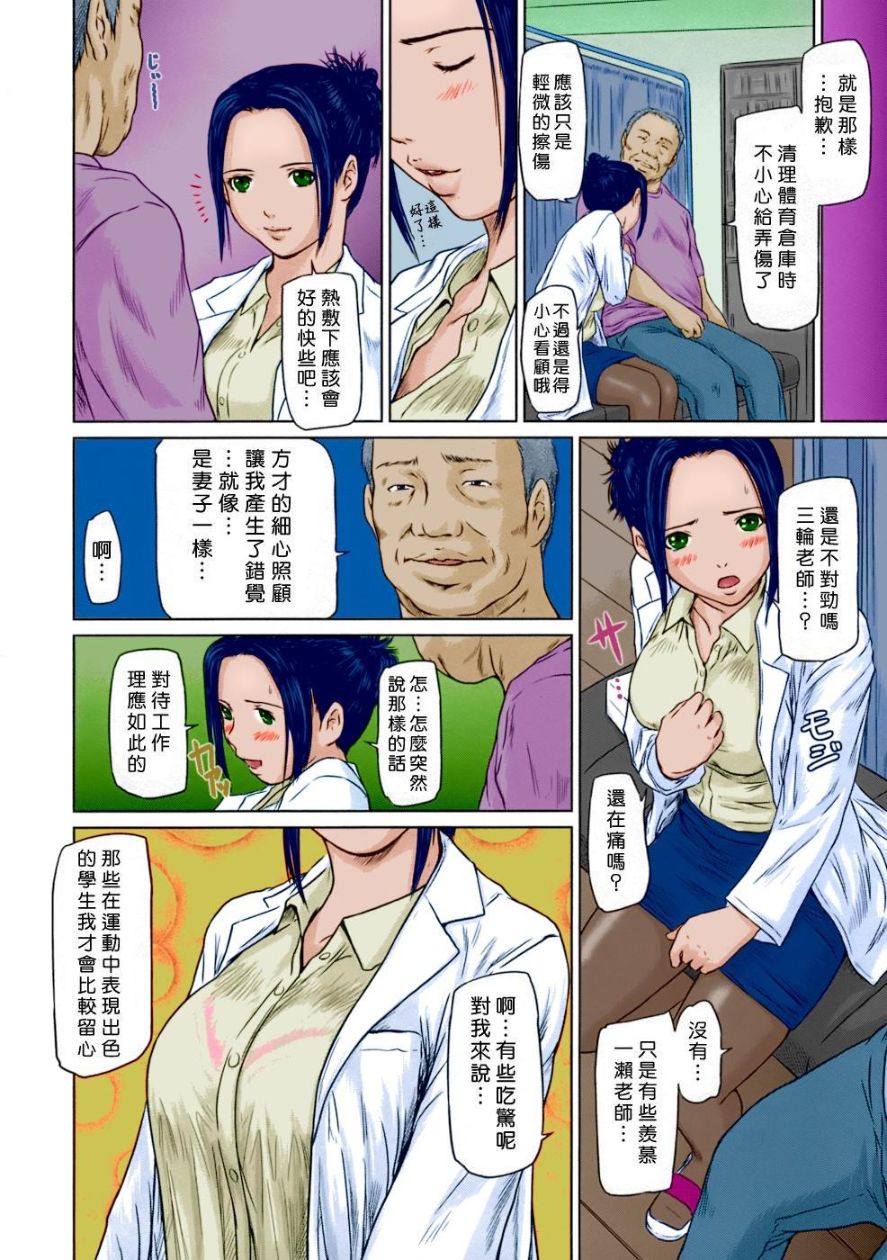 就是那樣
…抱歉…
清理體育倉庫時
不小心給弄傷了
應該只是
輕微的擦傷
不過還是得
小心看顧哦
這樣
好了…
熱敷下應該會
好的快些吧…
じぃ〜
還是不對勁嗎
三輪老師…?
サ…
モジ
還在痛嗎?
沒有…
只是有些羨慕
一瀨老師…
方才的細心照顧
讓我產生了錯覺
…就像…
是妻子一樣…
啊…
怎…怎麼突然
說那樣的話
對待工作
理應如此的
カアッ
啊…有些吃驚呢
對我來說…
那些在運動中表現出色
的學生我才會比較留心